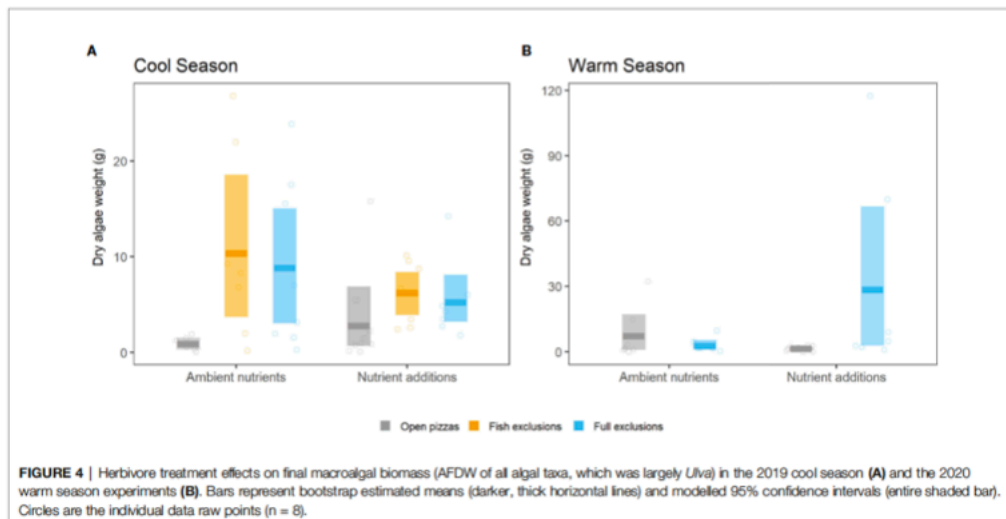 A
Cool Season
Dry algae weight (g)
20
10
0
Ambient nutrients
Nutrient additions
B
Warm Season
Dry algae weight (g)
120
90
60
30
0
Ambient nutrients
Nutrient additions
Open pizzas
Fish exclusions
Full exclusions
FIGURE 4 | Herbivore treatment effects on final macroalgal biomass (AFDW of all algal taxa, which was largely Ulva) in the 2019 cool season (A) and the 2020
warm season experiments (B). Bars represent bootstrap estimated means (darker, thick horizontal lines) and modelled 95% confidence intervals (entire shaded bar).
Circles are the individual data raw points (n = 8).